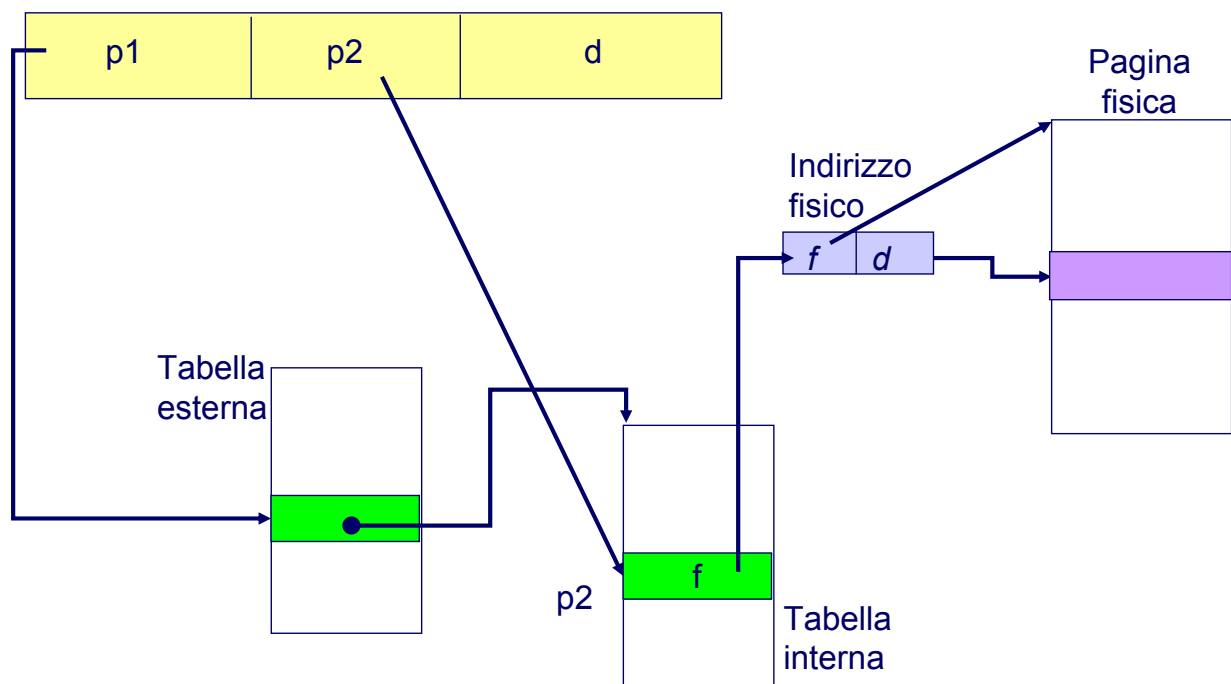 p1 p2 d
Pagina
fisica
Indirizzo
fisico
f d
Tabella
esterna
f
p2
Tabella
interna